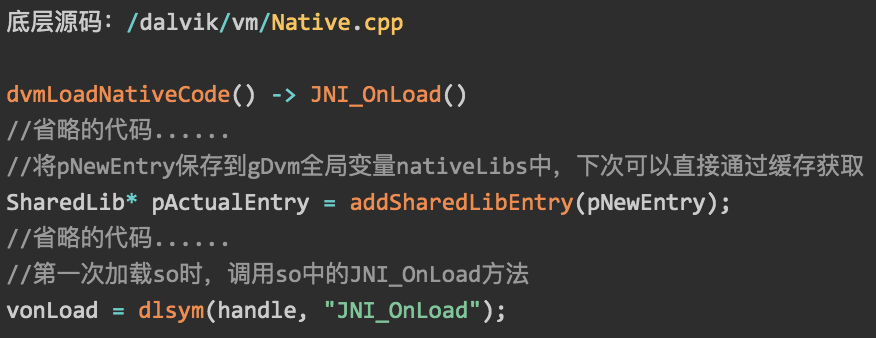 底层源码：/dalvik/vm/Native.cpp
dvmLoadNativeCode() -> JNI_OnLoad()
//省略的代码......
//将pNewEntry保存到gDvm全局变量nativeLibs中，下次可以直接通过缓存获取
SharedLib* pActualEntry = addSharedLibEntry(pNewEntry);
//省略的代码......
//第一次加载so时，调用so中的JNI_OnLoad方法
vonLoad = dlsym(handle, "JNI_OnLoad");